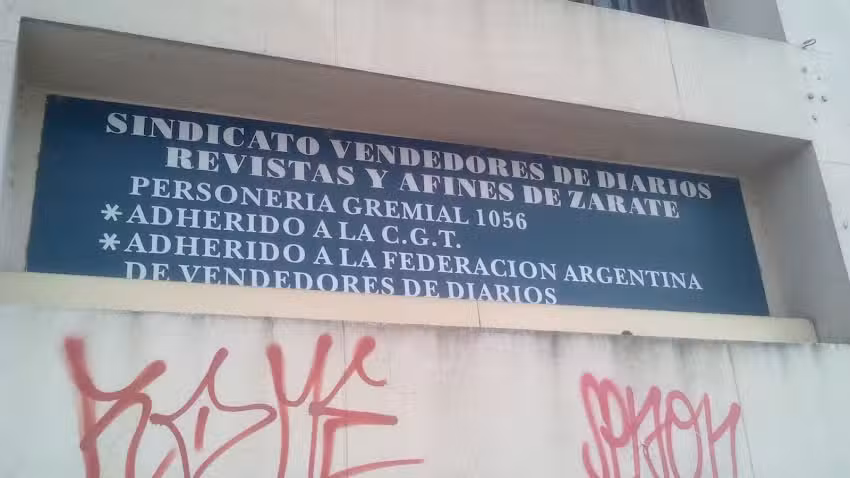 SINDICATO VENDEDORES DE DIARIOS
REVISTAS Y AFINES DE ZARATE
PERSONERIA GREMIAL 1056
*ADHERIDO A LA C.G.T.
*ADHERIDO A LA FEDERACION ARGENTINA
DE VENDEDORES DE DIARIOS